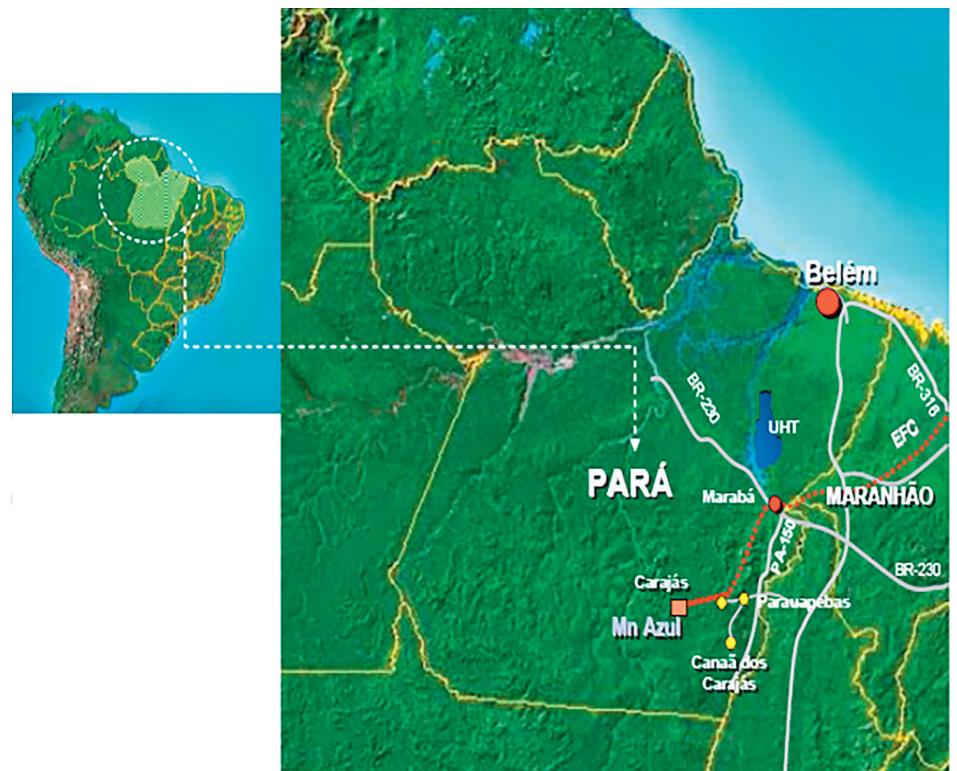 Belém
BR-316
BR-230
EFC
UHT
PARÁ
Marabá
MARANHÃO
PA-150
BR-230
Carajás
Parauapebas
Mn Azul
Canaã dos
Carajás